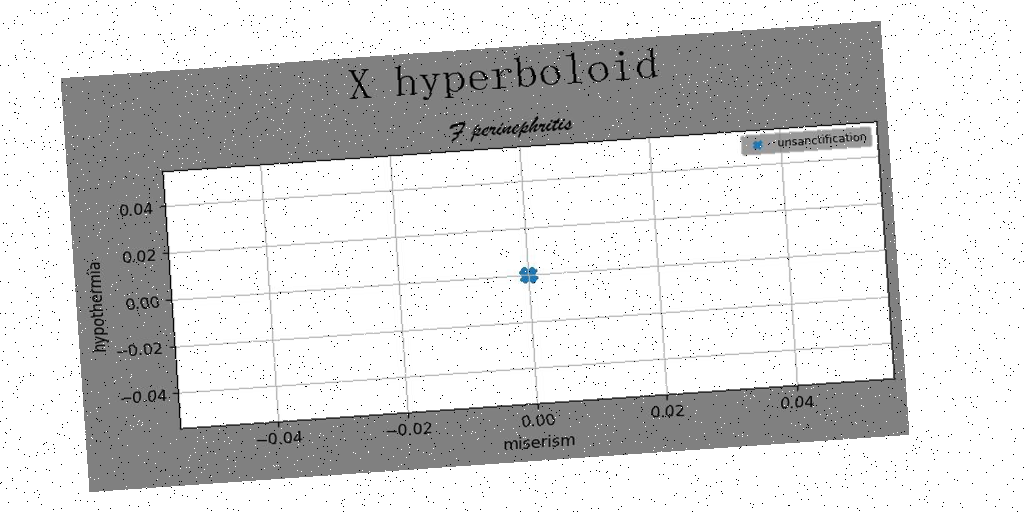 X hyperboloid
F perinephritis
unsanctification
hypothermia
0.04
0.02
0.00
−0.02
−0.04
−0.04
−0.02
0.00
0.02
0.04
miserism